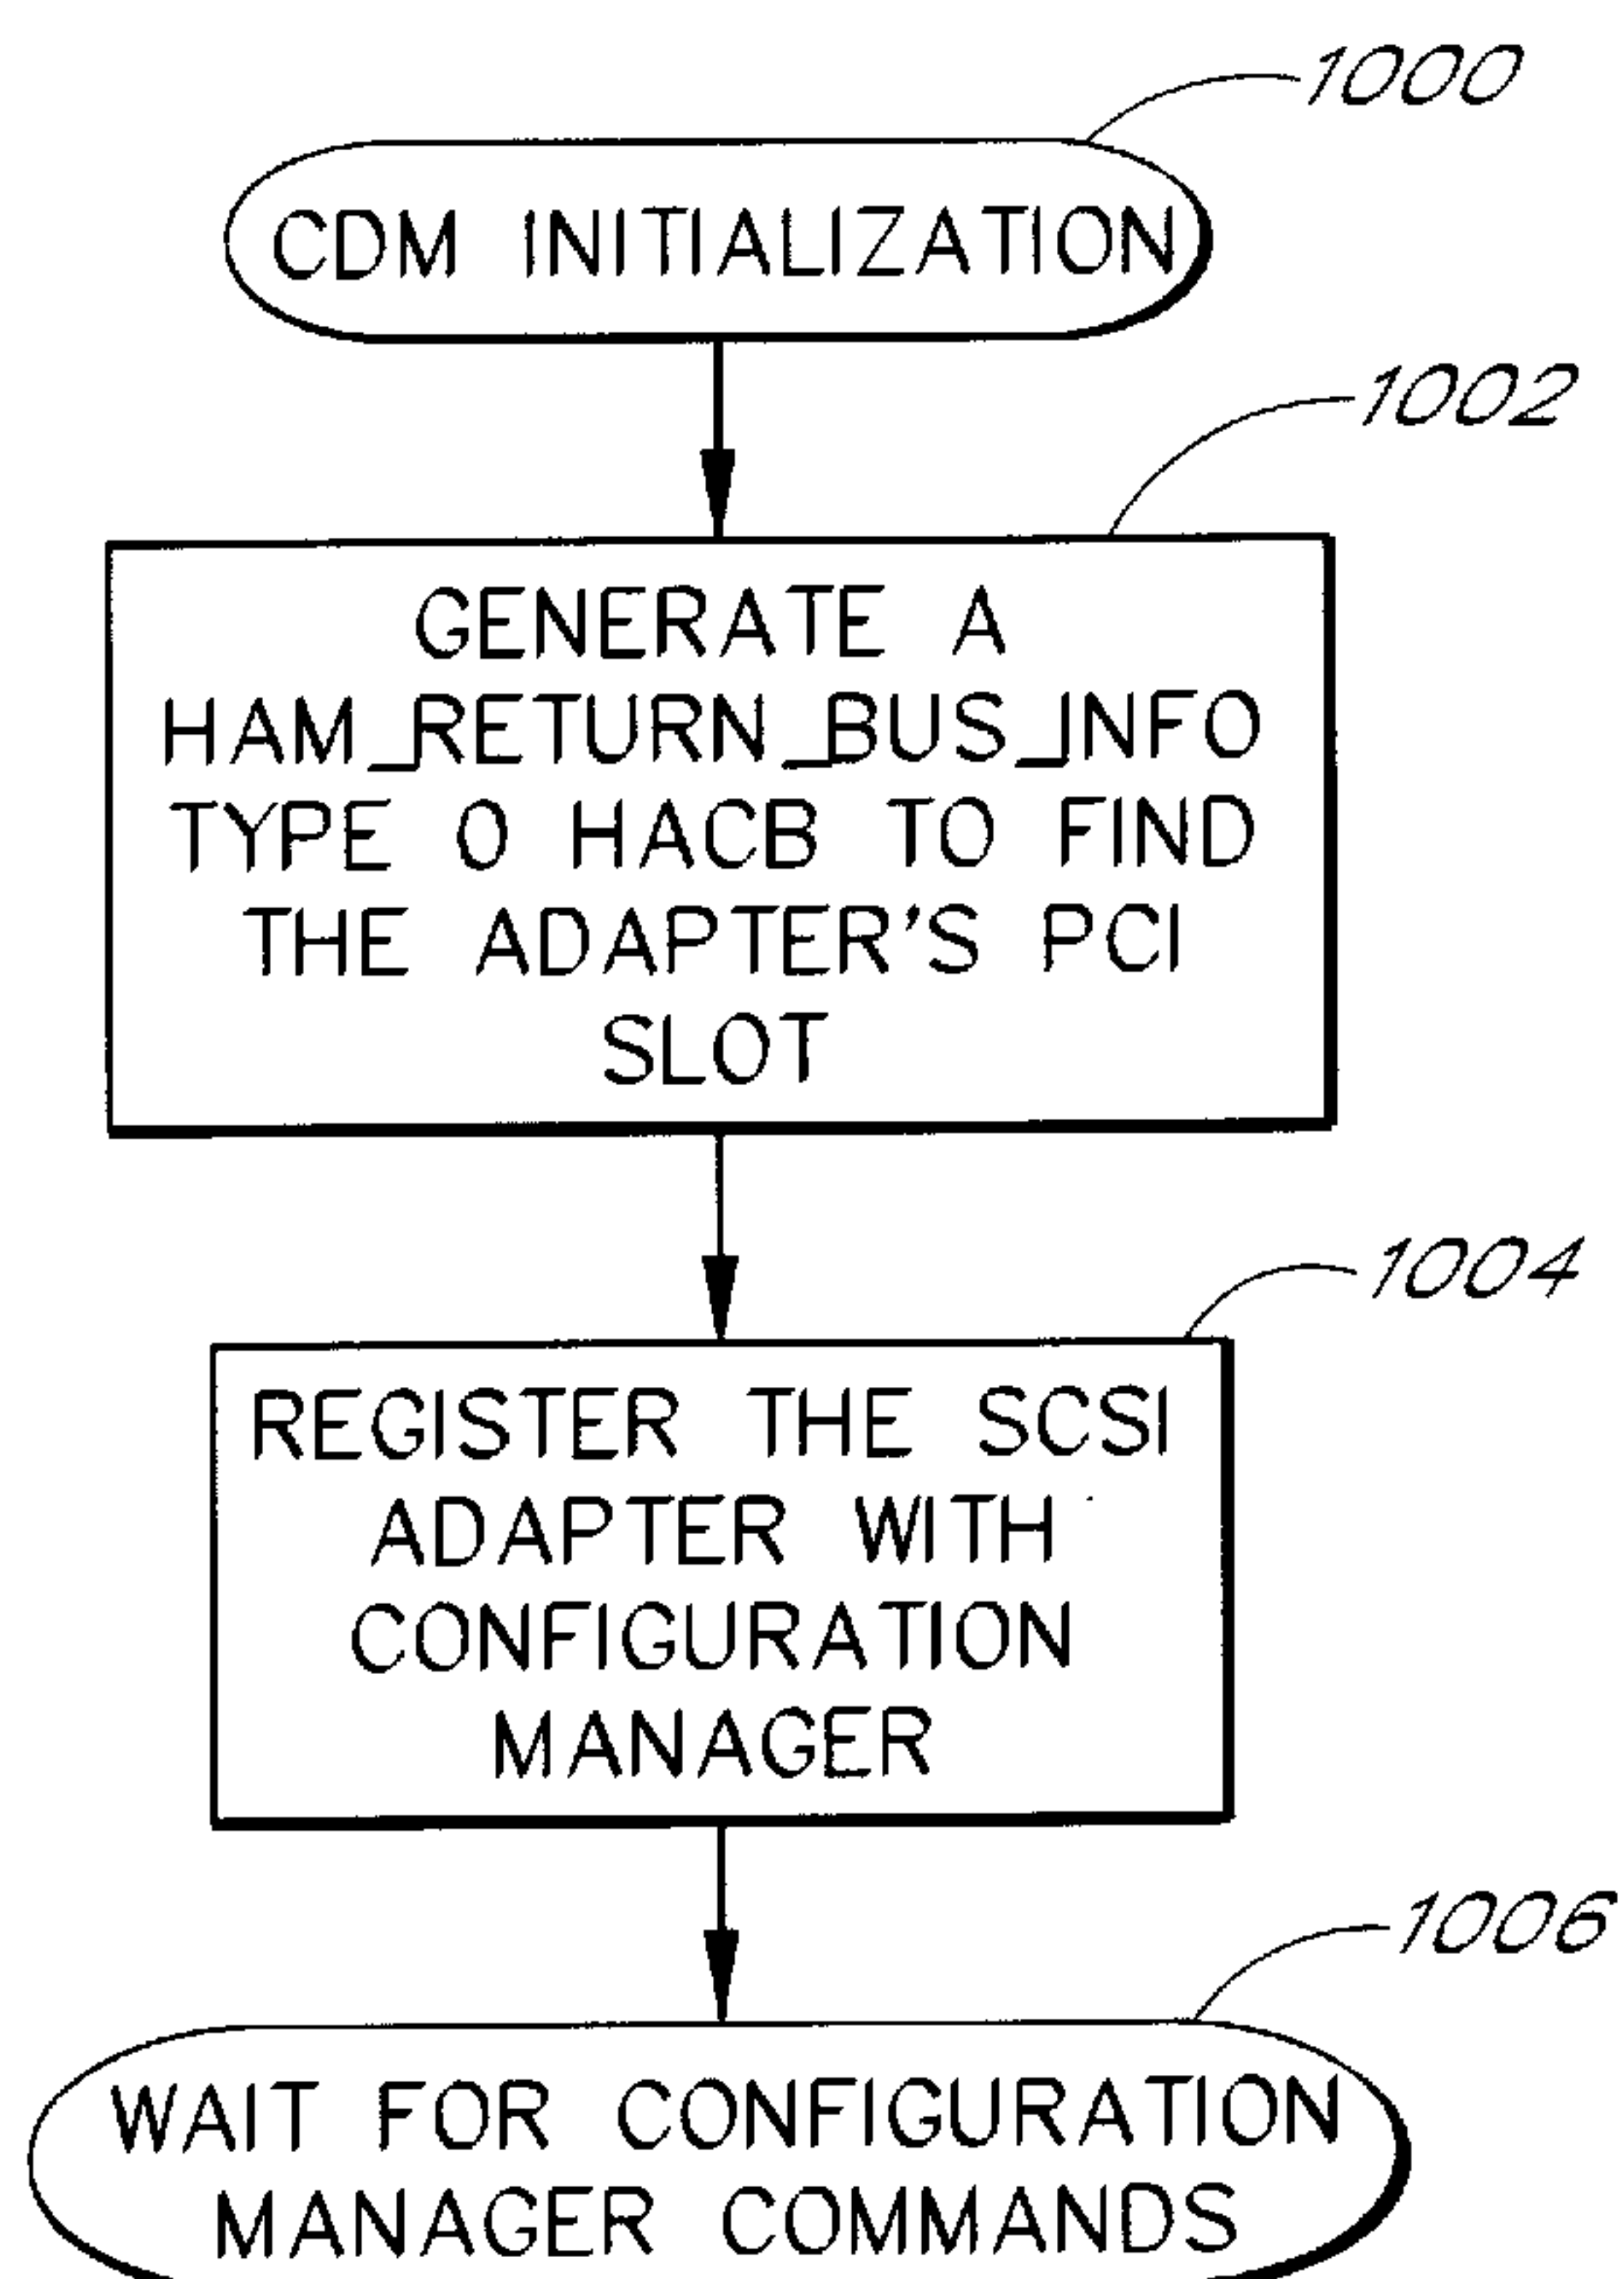 1000
CDM INITIALIZATION
1002
GENERATE A
HAM_RETURN_BUS_INFO
TYPE 0 HACB TO FIND
THE ADAPTER'S PCI
SLOT
1004
REGISTER THE SCSI
ADAPTER WITH
CONFIGURATION
MANAGER
1006
WAIT FOR CONFIGURATION
MANAGER COMMANDS